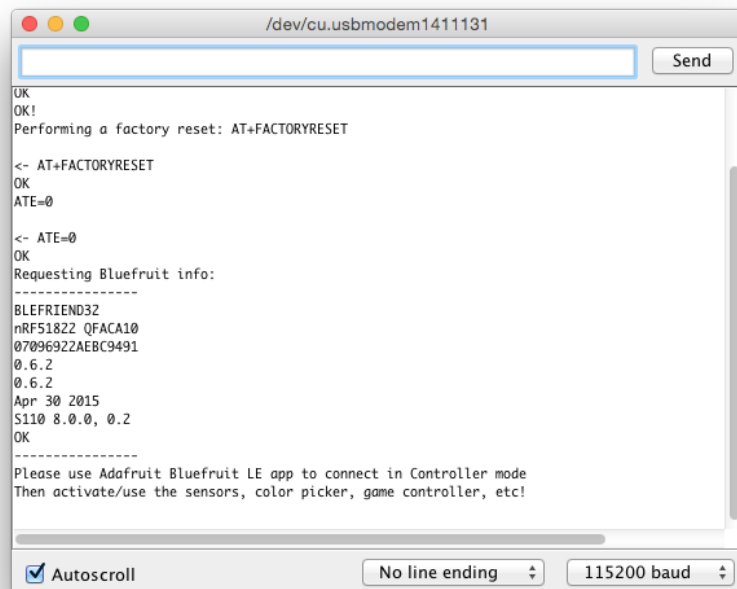 /dev/cu.usbmodem1411131
Send
OK
OK!
Performing a factory reset: AT+FACTORYRESET
<- AT+FACTORYRESET
OK
ATE=0
<- ATE=0
OK
Requesting Bluefruit info:
----------------
BLEFRIEND32
nRF51822 QFACA10
07096922AEBC9491
0.6.2
0.6.2
Apr 30 2015
S110 8.0.0, 0.2
OK
----------------
Please use Adafruit Bluefruit LE app to connect in Controller mode
Then activate/use the sensors, color picker, game controller, etc!
Autoscroll
No line ending
115200 baud